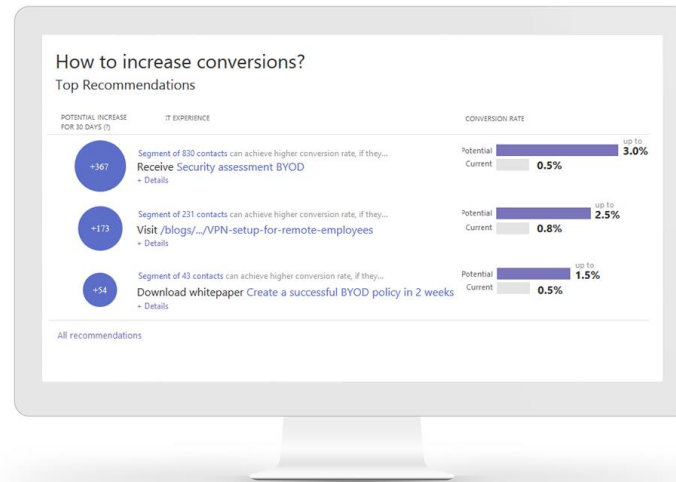 How to increase conversions?
Top Recommendations
POTENTIAL INCREASE
FOR 30 DAYS (?)
:T EXPERIENCE
CONVERSION RATE
+367
Segment of 830 contacts can achieve higher conversion rate, if they...
Receive Security assessment BYOD
+ Details
Potential
up to
3.0%
Current
0.5%
+173
Segment of 231 contacts can achieve higher conversion rate, if they...
Visit /blogs/.../VPN-setup-for-remote-employees
+ Details
Potential
up to
2.5%
Current
0.8%
+54
Segment of 43 contacts can achieve higher conversion rate, if they...
Download whitepaper Create a successful BYOD policy in 2 weeks
+ Details
Potential
up to
1.5%
Current
0.5%
All recommendations